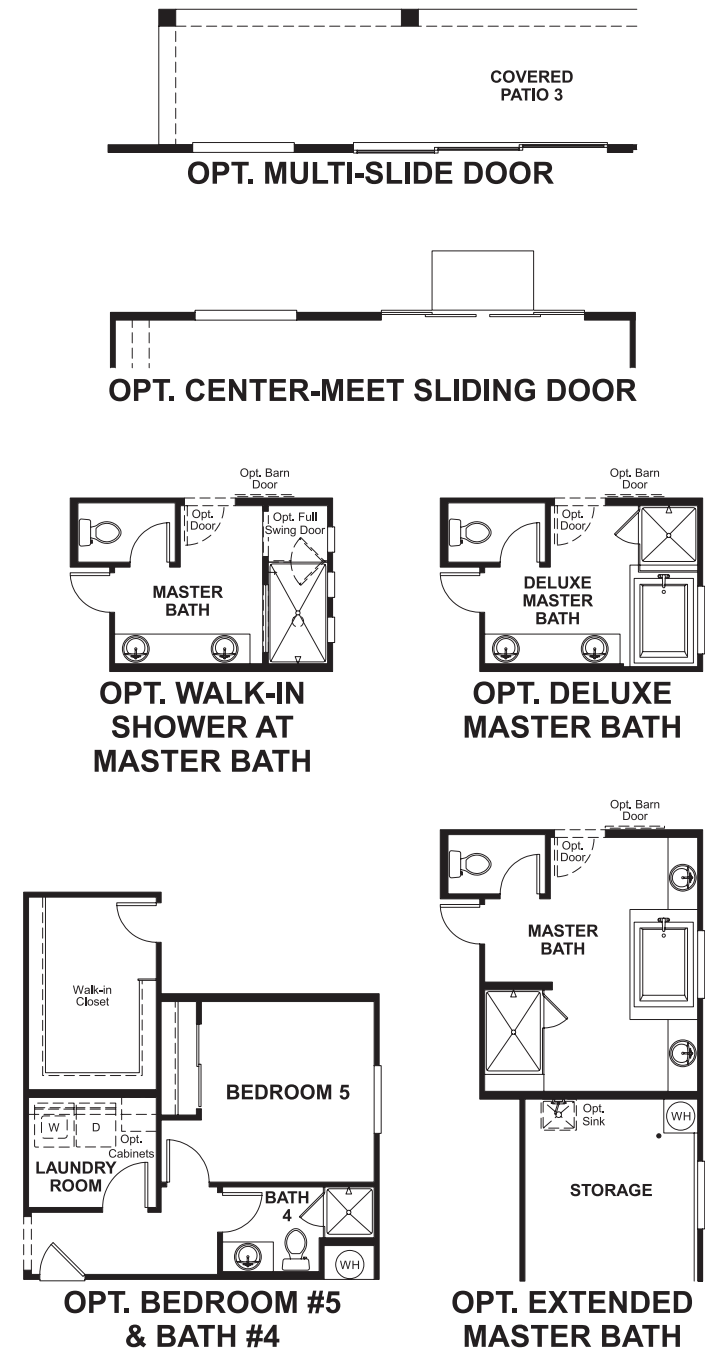 COVERED
PATIO 3
OPT. MULTI-SLIDE DOOR
OPT. CENTER-MEET SLIDING DOOR
Opt. Barn
Door
Opt.
Door
Opt. Full
Swing Door
MASTER
BATH
OPT. WALK-IN
SHOWER AT
MASTER BATH
Opt. Barn
Door
Opt.
Door
DELUXE
MASTER
BATH
OPT. DELUXE
MASTER BATH
Walk-in
Closet
BEDROOM 5
W
D
Opt.
Cabinets
LAUNDRY
ROOM
BATH
4
WH
OPT. BEDROOM #5
& BATH #4
Opt. Barn
Door
Opt.
Door
MASTER
BATH
Opt.
Sink
WH
STORAGE
OPT. EXTENDED
MASTER BATH